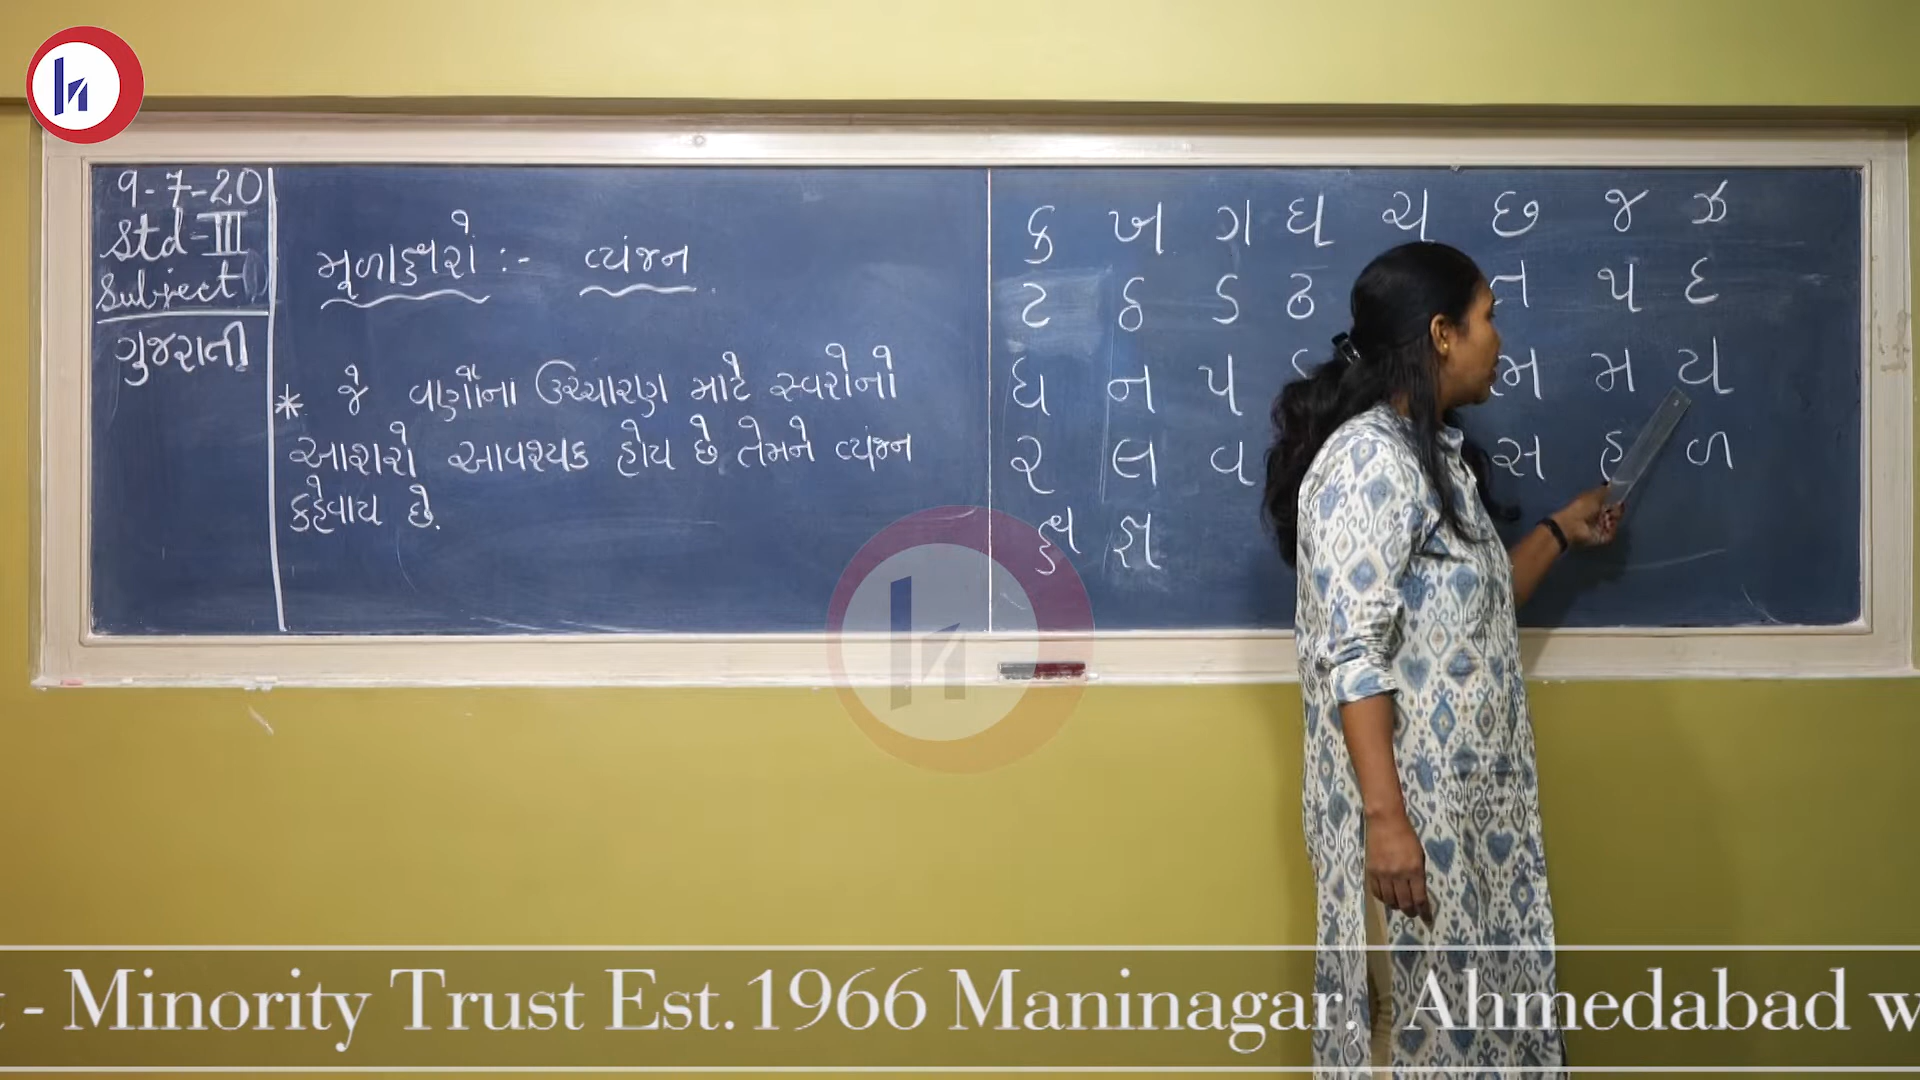 9-7-20
Std-III
Subject
ગુજરાતી
મૂળાક્ષરો :- વ્યંજન
* જે વર્ણોના ઉચ્ચારણ માટે સ્વરોનો
આશરો આવશ્યક હોય છે તેમને વ્યંજન
કહેવાય છે.
ક ખ ગ ઘ ચ છ જ ઝ
ટ ઠ ડ ઢ ત થ દ
ધ ન પ મ ય
ર લ વ સ હ ળ
ક્ષ જ્ઞ
- Minority Trust Est.1966 Maninagar, Ahmedabad w